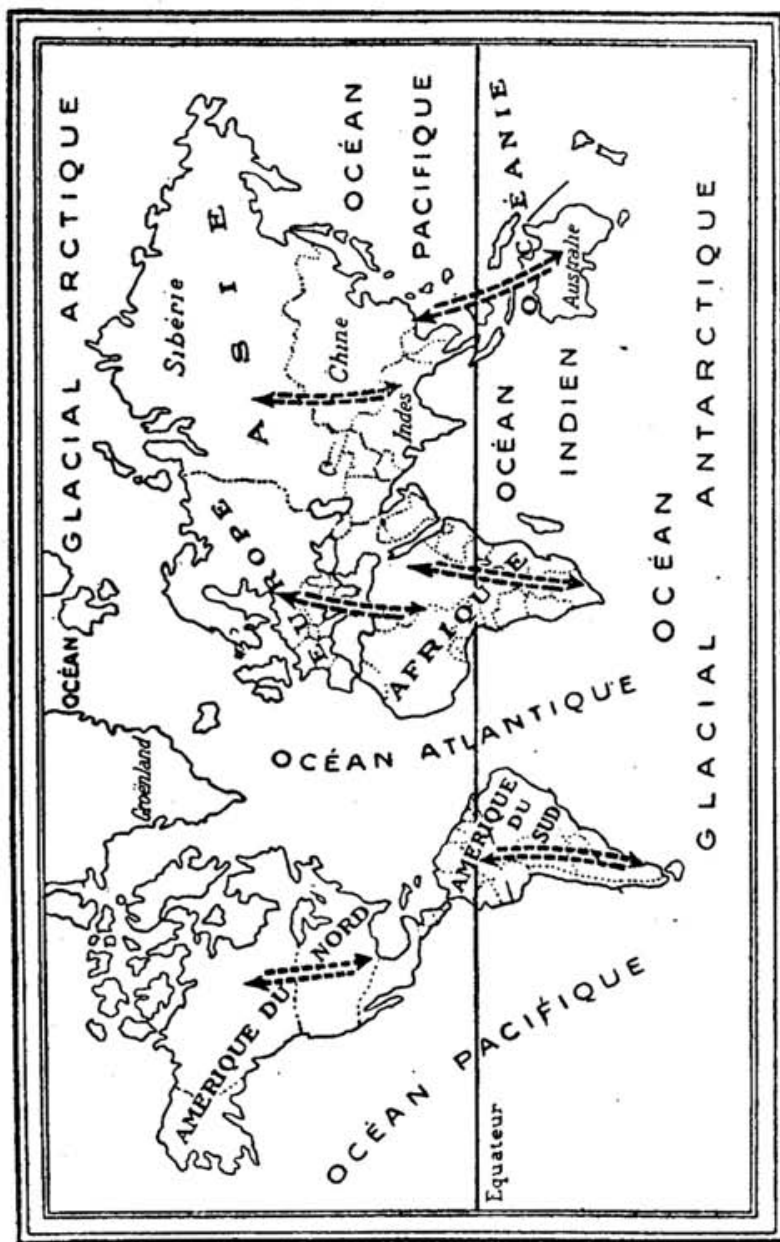 OCÉAN GLACIAL ARCTIQUE
Groënland
Sibérie
ASIE
EUROPE
Chine
Indes
OCÉAN
PACIFIQUE
AMÉRIQUE DU NORD
OCÉAN ATLANTIQUE
AFRIQUE
OCÉANIE
Australie
OCÉAN
INDIEN
AMÉRIQUE
DU
SUD
Equateur
OCÉAN PACIFIQUE
OCÉAN
GLACIAL ANTARCTIQUE